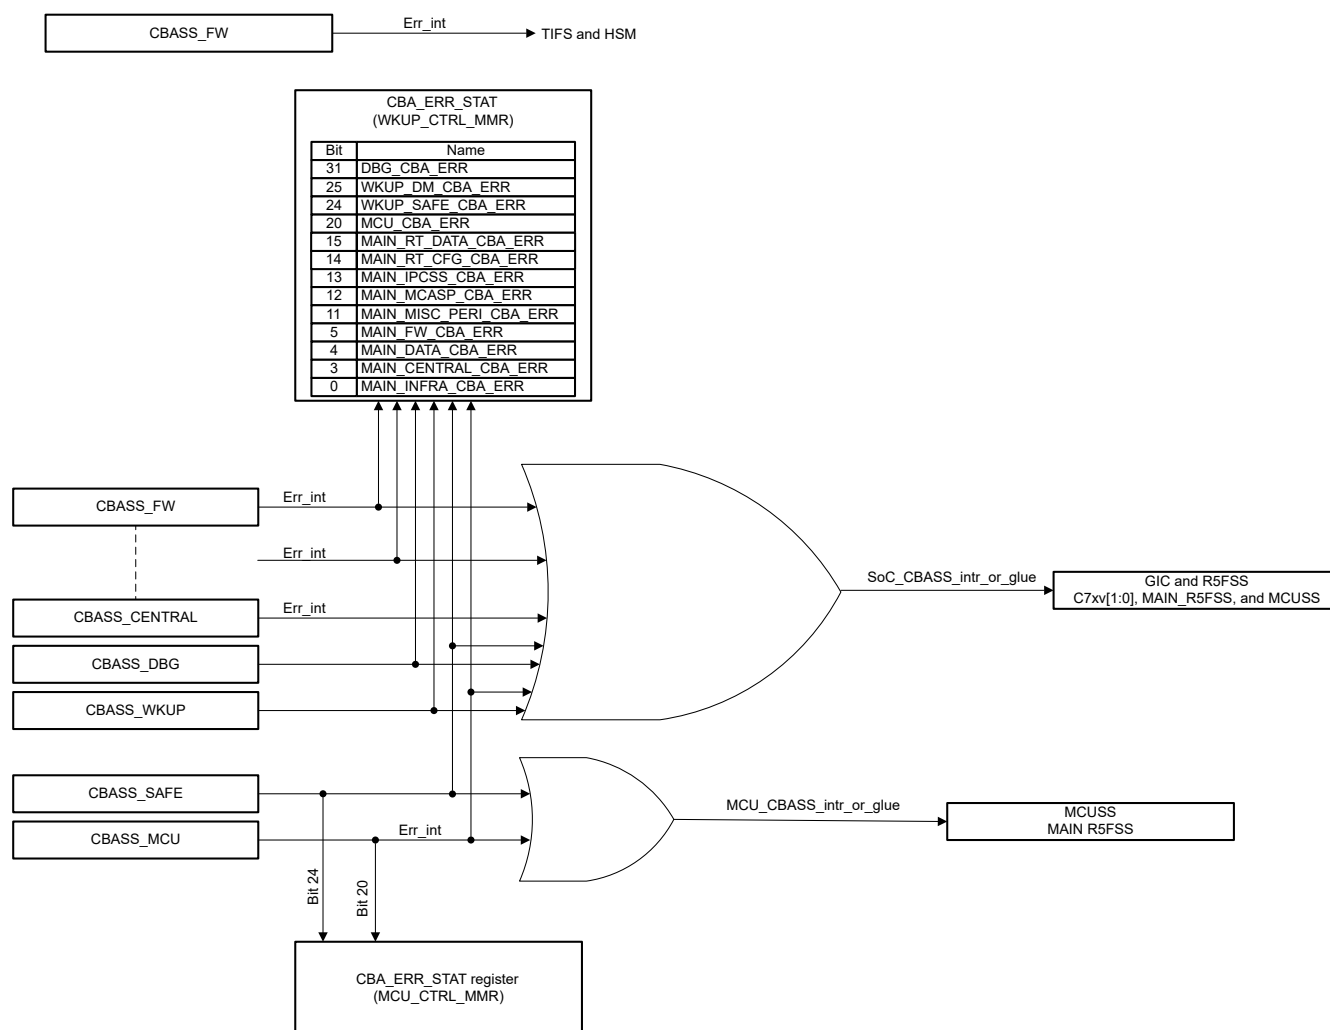 CBASS_FW
Err_int
TIFS and HSM
CBA_ERR_STAT
(WKUP_CTRL_MMR)
Bit Name
31 DBG_CBA_ERR
25 WKUP_DM_CBA_ERR
24 WKUP_SAFE_CBA_ERR
20 MCU_CBA_ERR
15 MAIN_RT_DATA_CBA_ERR
14 MAIN_RT_CFG_CBA_ERR
13 MAIN_IPCSS_CBA_ERR
12 MAIN_MCASP_CBA_ERR
11 MAIN_MISC_PERI_CBA_ERR
5 MAIN_FW_CBA_ERR
4 MAIN_DATA_CBA_ERR
3 MAIN_CENTRAL_CBA_ERR
0 MAIN_INFRA_CBA_ERR
CBASS_FW
Err_int
Err_int
CBASS_CENTRAL
Err_int
CBASS_DBG
CBASS_WKUP
SoC_CBASS_intr_or_glue
GIC and R5FSS
C7xv[1:0], MAIN_R5FSS, and MCUSS
CBASS_SAFE
CBASS_MCU
Err_int
MCU_CBASS_intr_or_glue
MCUSS
MAIN R5FSS
Bit 24
Bit 20
CBA_ERR_STAT register
(MCU_CTRL_MMR)